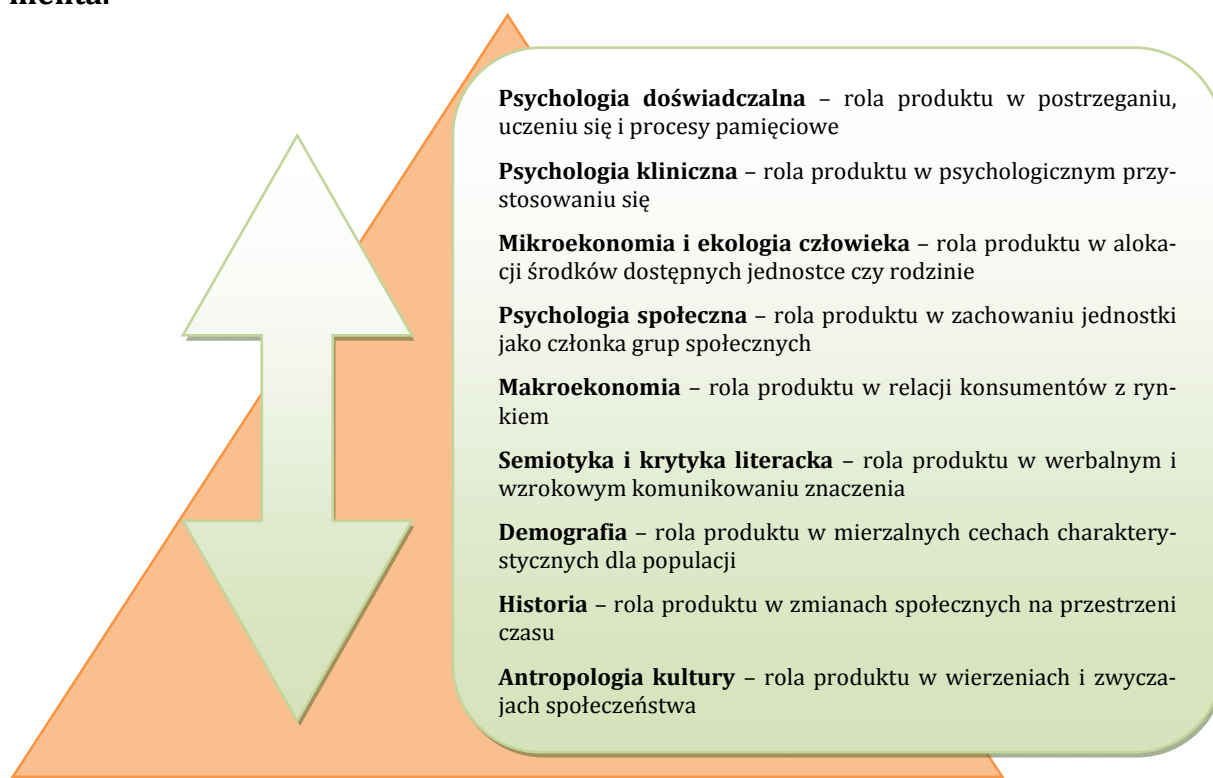 menta.
Psychologia doświadczalna – rola produktu w postrzeganiu,
uczeniu się i procesy pamięciowe
Psychologia kliniczna – rola produktu w psychologicznym przy-
stosowaniu się
Mikroekonomia i ekologia człowieka – rola produktu w aloka-
cji środków dostępnych jednostce czy rodzinie
Psychologia społeczna – rola produktu w zachowaniu jednostki
jako członka grup społecznych
Makroekonomia – rola produktu w relacji konsumentów z ryn-
kiem
Semiotyka i krytyka literacka – rola produktu w werbalnym i
wzrokowym komunikowaniu znaczenia
Demografia – rola produktu w mierzalnych cechach charaktery-
stycznych dla populacji
Historia – rola produktu w zmianach społecznych na przestrzeni
czasu
Antropologia kultury – rola produktu w wierzeniach i zwycza-
jach społeczeństwa